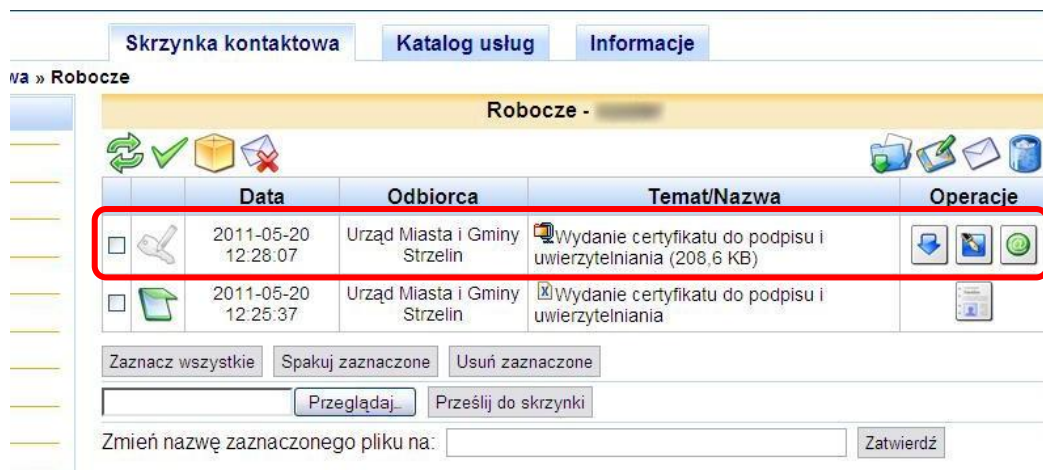 Skrzynka kontaktowa Katalog usług Informacje
wa » Robocze
Robocze -
Data Odbiorca Temat/Nazwa Operacje
2011-05-20 Urząd Miasta i Gminy Wydanie certyfikatu do podpisu i
12:28:07 Strzelin uwierzytelniania (208,6 KB)
2011-05-20 Urząd Miasta i Gminy Wydanie certyfikatu do podpisu i
12:25:37 Strzelin uwierzytelniania
Zaznacz wszystkie Spakuj zaznaczone Usuń zaznaczone
Przeglądaj... Prześlij do skrzynki
Zmień nazwę zaznaczonego pliku na: Zatwierdź